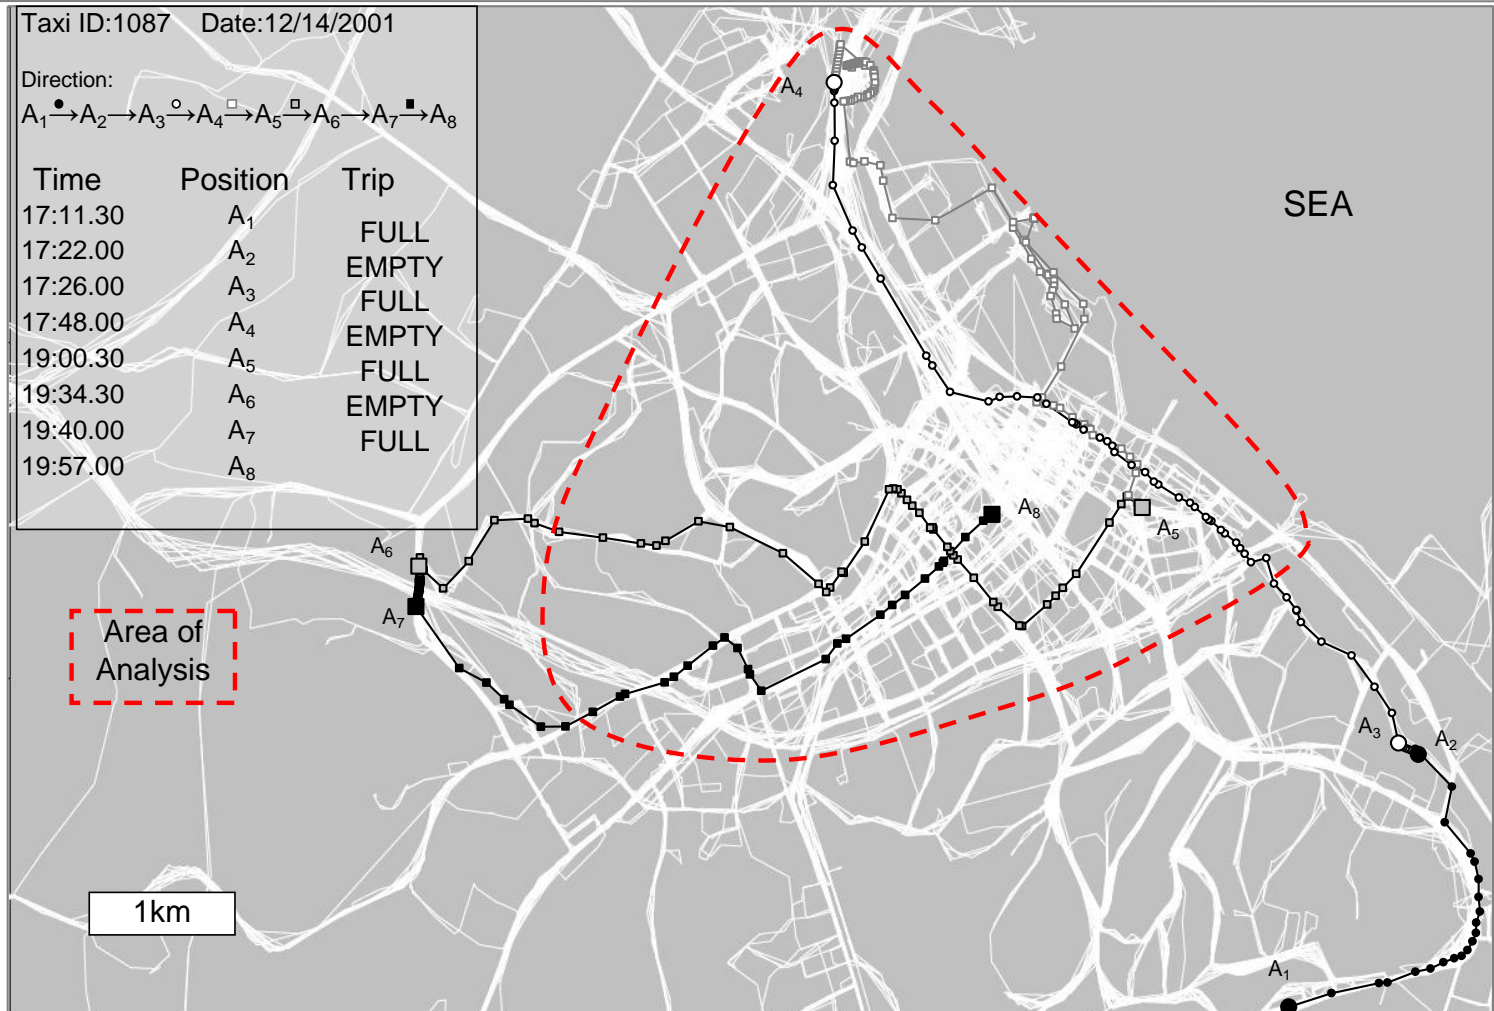 Taxi ID:1087 Date:12/14/2001
Direction:
A1→A2→A3→A4→A5→A6→A7→A8
Time Position Trip
17:11.30 A1
FULL
17:22.00 A2
EMPTY
17:26.00 A3
FULL
17:48.00 A4
EMPTY
19:00.30 A5
FULL
19:34.30 A6
EMPTY
19:40.00 A7
FULL
19:57.00 A8
A4
SEA
A8
A5
A6
A7
Area of
Analysis
A3
A2
1km
A1